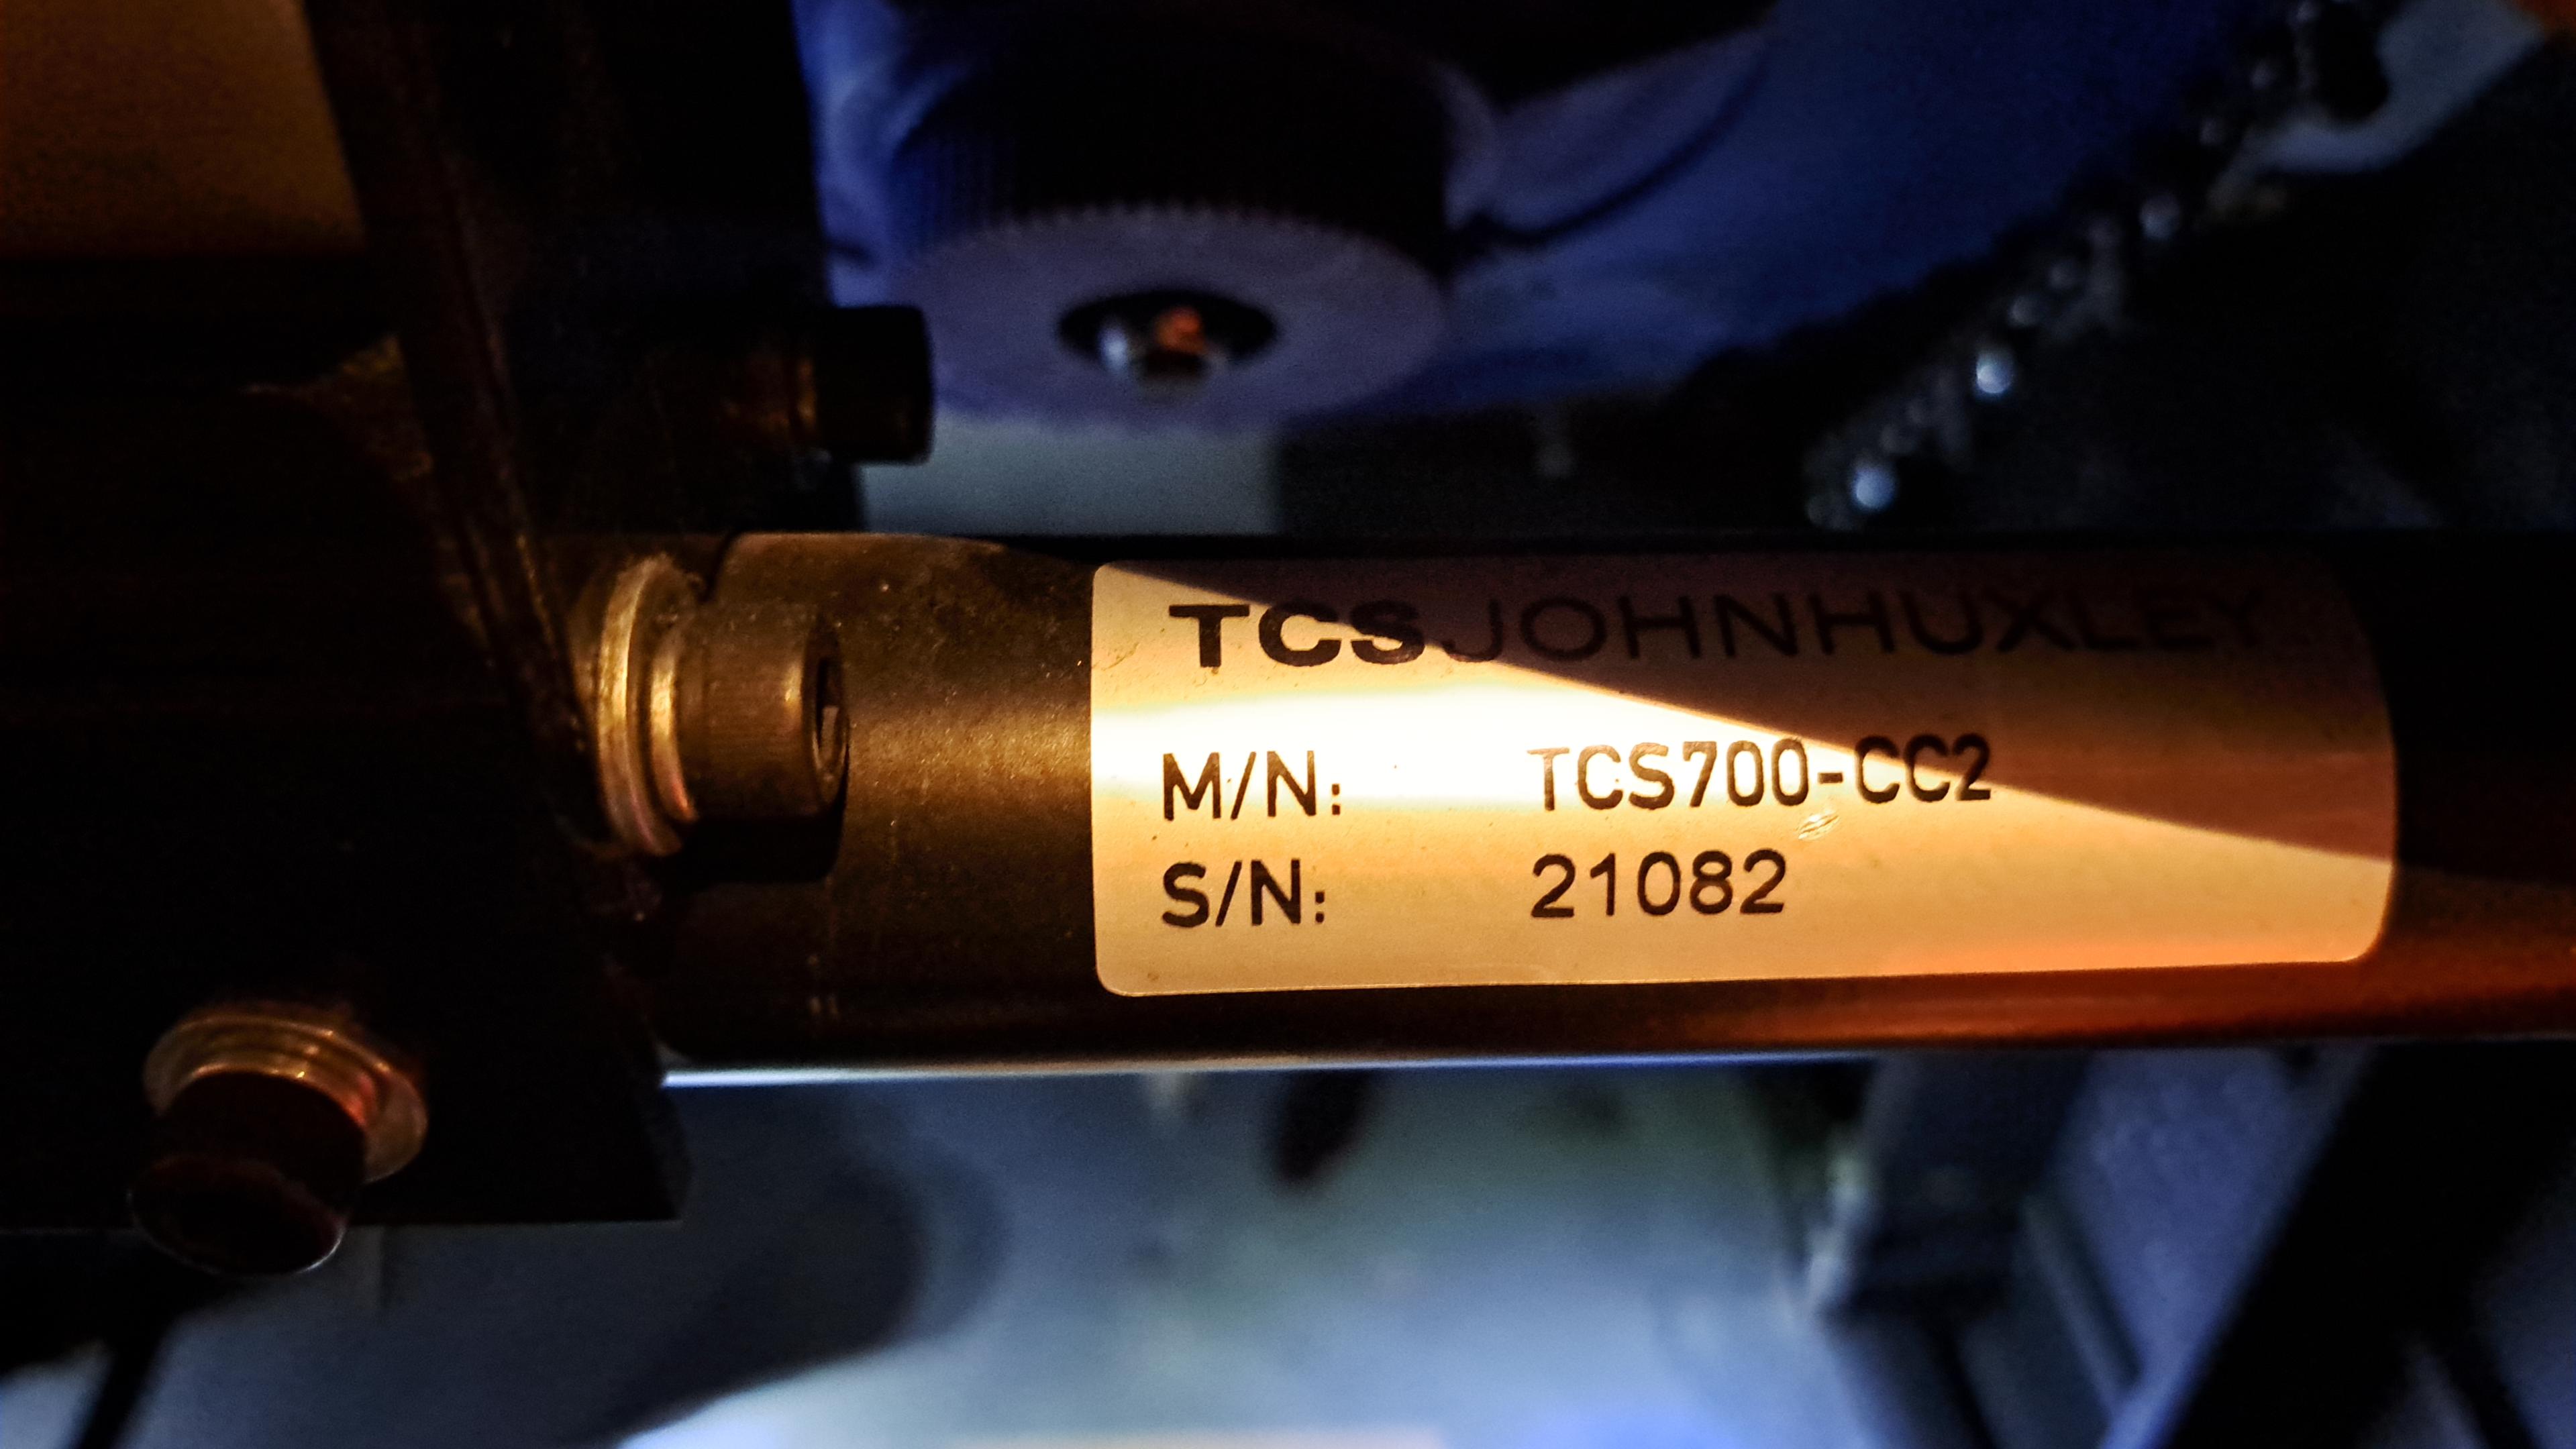 TCSJOHNHUXLEY
M/N: TCS700-CC2
S/N: 21082